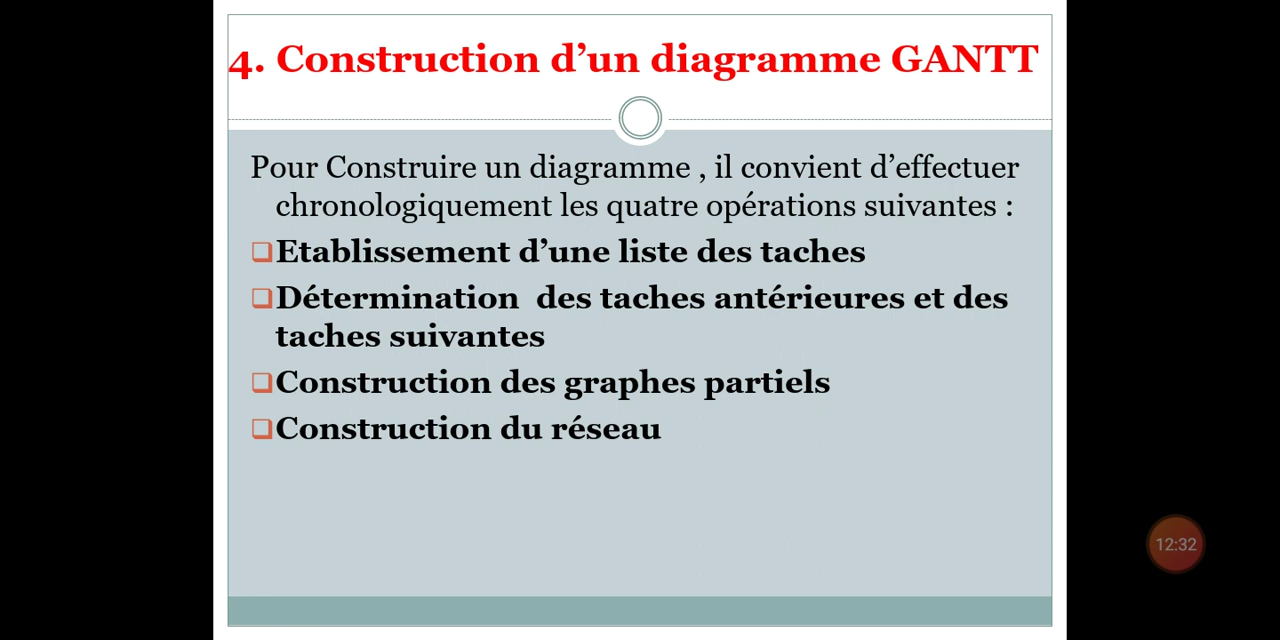 4. Construction d’un diagramme GANTT
Pour Construire un diagramme , il convient d’effectuer
chronologiquement les quatre opérations suivantes :
❑Etablissement d’une liste des taches
❑Détermination  des taches antérieures et des
taches suivantes
❑Construction des graphes partiels
❑Construction du réseau
12:32